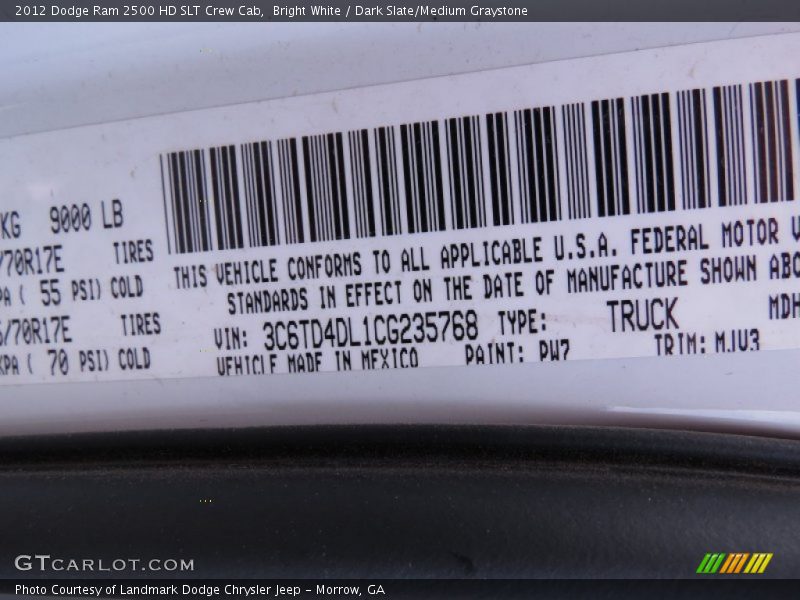 2012 Dodge Ram 2500 HD SLT Crew Cab, Bright White / Dark Slate/Medium Graystone
KG 9000 LB
/70R17E TIRES
PA ( 55 PSI) COLD
/70R17E TIRES
KPA ( 70 PSI) COLD
THIS VEHICLE CONFORMS TO ALL APPLICABLE U.S.A. FEDERAL MOTOR V
STANDARDS IN EFFECT ON THE DATE OF MANUFACTURE SHOWN ABO
VIN: 3C6TD4DL1CG235768 TYPE: TRUCK MDH
VEHICLE MADE IN MEXICO PAINT: PW7 TRIM: MJV3
GTCARLOT.COM
Photo Courtesy of Landmark Dodge Chrysler Jeep - Morrow, GA